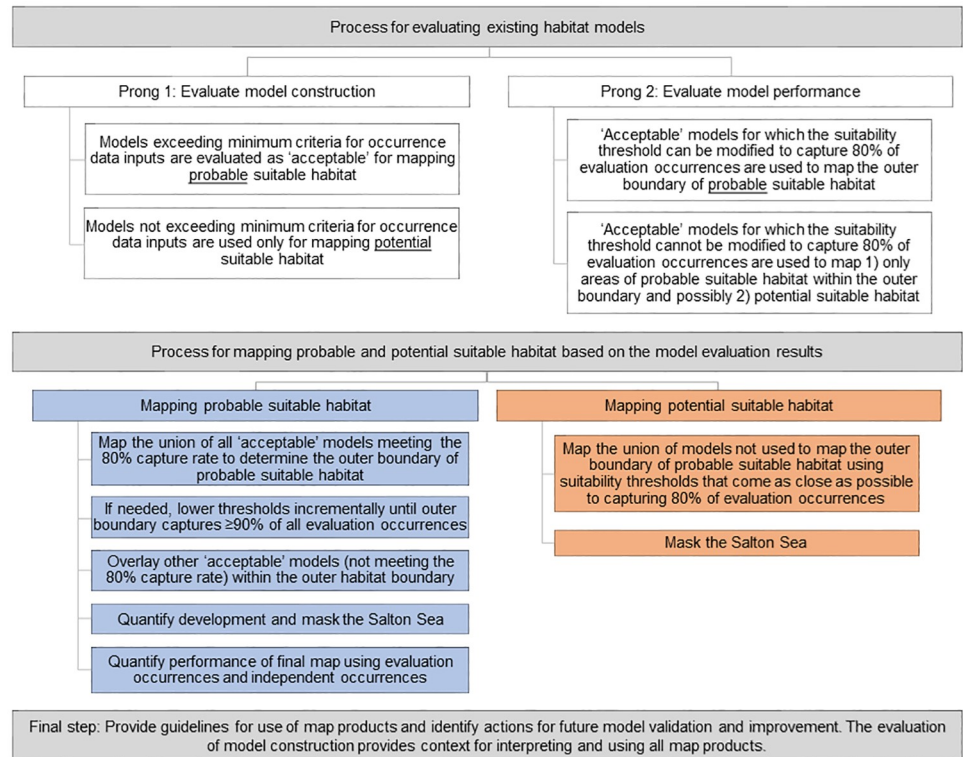 Process for evaluating existing habitat models
Prong 1: Evaluate model construction
Models exceeding minimum criteria for occurrence
data inputs are evaluated as ‘acceptable’ for mapping
probable suitable habitat
Models not exceeding minimum criteria for occurrence
data inputs are used only for mapping potential
suitable habitat
Prong 2: Evaluate model performance
‘Acceptable’ models for which the suitability
threshold can be modified to capture 80% of
evaluation occurrences are used to map the outer
boundary of probable suitable habitat
‘Acceptable’ models for which the suitability
threshold cannot be modified to capture 80% of
evaluation occurrences are used to map 1) only
areas of probable suitable habitat within the outer
boundary and possibly 2) potential suitable habitat
Process for mapping probable and potential suitable habitat based on the model evaluation results
Mapping probable suitable habitat
Map the union of all ‘acceptable’ models meeting the
80% capture rate to determine the outer boundary of
probable suitable habitat
If needed, lower thresholds incrementally until outer
boundary captures ≥90% of all evaluation occurrences
Overlay other ‘acceptable’ models (not meeting the
80% capture rate) within the outer habitat boundary
Quantify development and mask the Salton Sea
Quantify performance of final map using evaluation
occurrences and independent occurrences
Mapping potential suitable habitat
Map the union of models not used to map the outer
boundary of probable suitable habitat using
suitability thresholds that come as close as possible
to capturing 80% of evaluation occurrences
Mask the Salton Sea
Final step: Provide guidelines for use of map products and identify actions for future model validation and improvement. The evaluation
of model construction provides context for interpreting and using all map products.